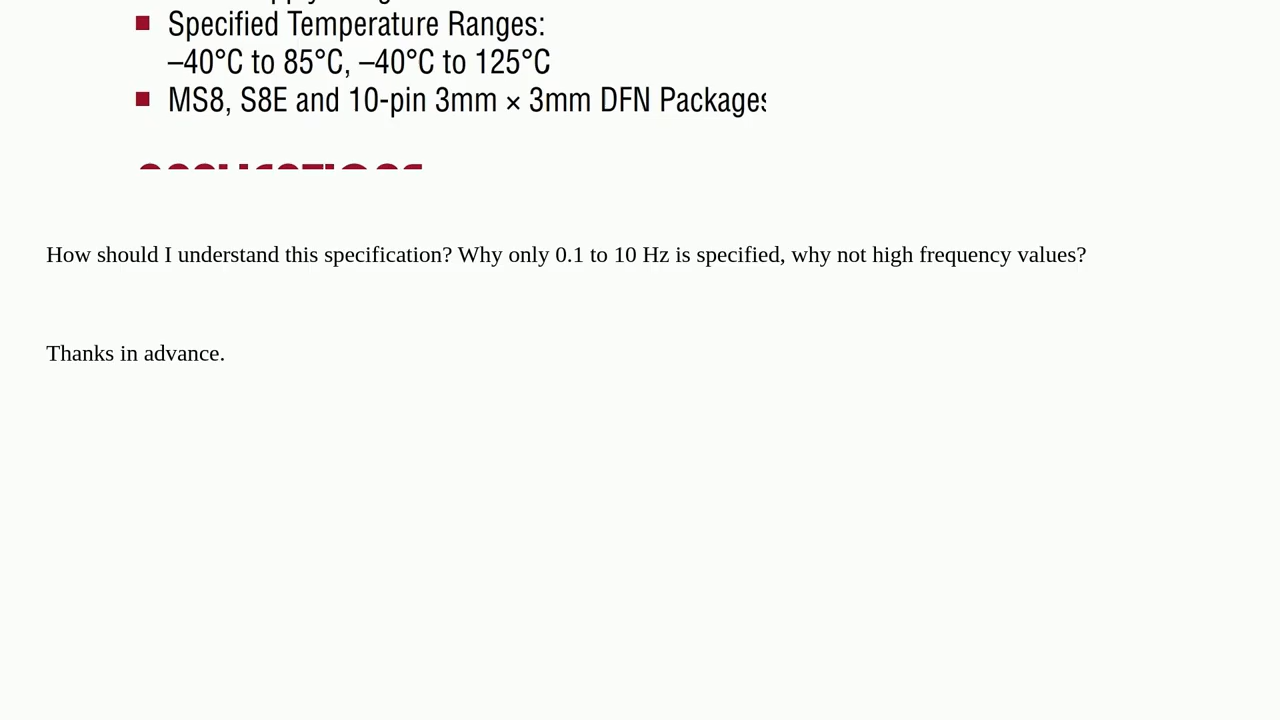 Specified Temperature Ranges:
–40°C to 85°C, –40°C to 125°C
MS8, S8E and 10-pin 3mm × 3mm DFN Packages
How should I understand this specification? Why only 0.1 to 10 Hz is specified, why not high frequency values?
Thanks in advance.